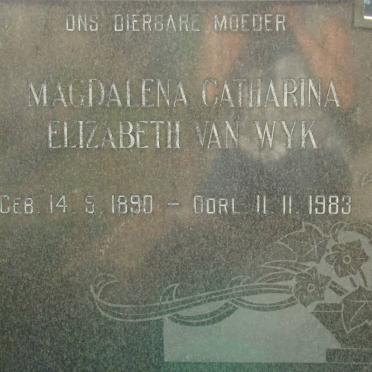 ONS DIERBARE MOEDER
MAGDALENA CATHARINA
ELIZABETH VAN WYK
GEB. 14. 5. 1890 - OORL. 11. 11. 1983